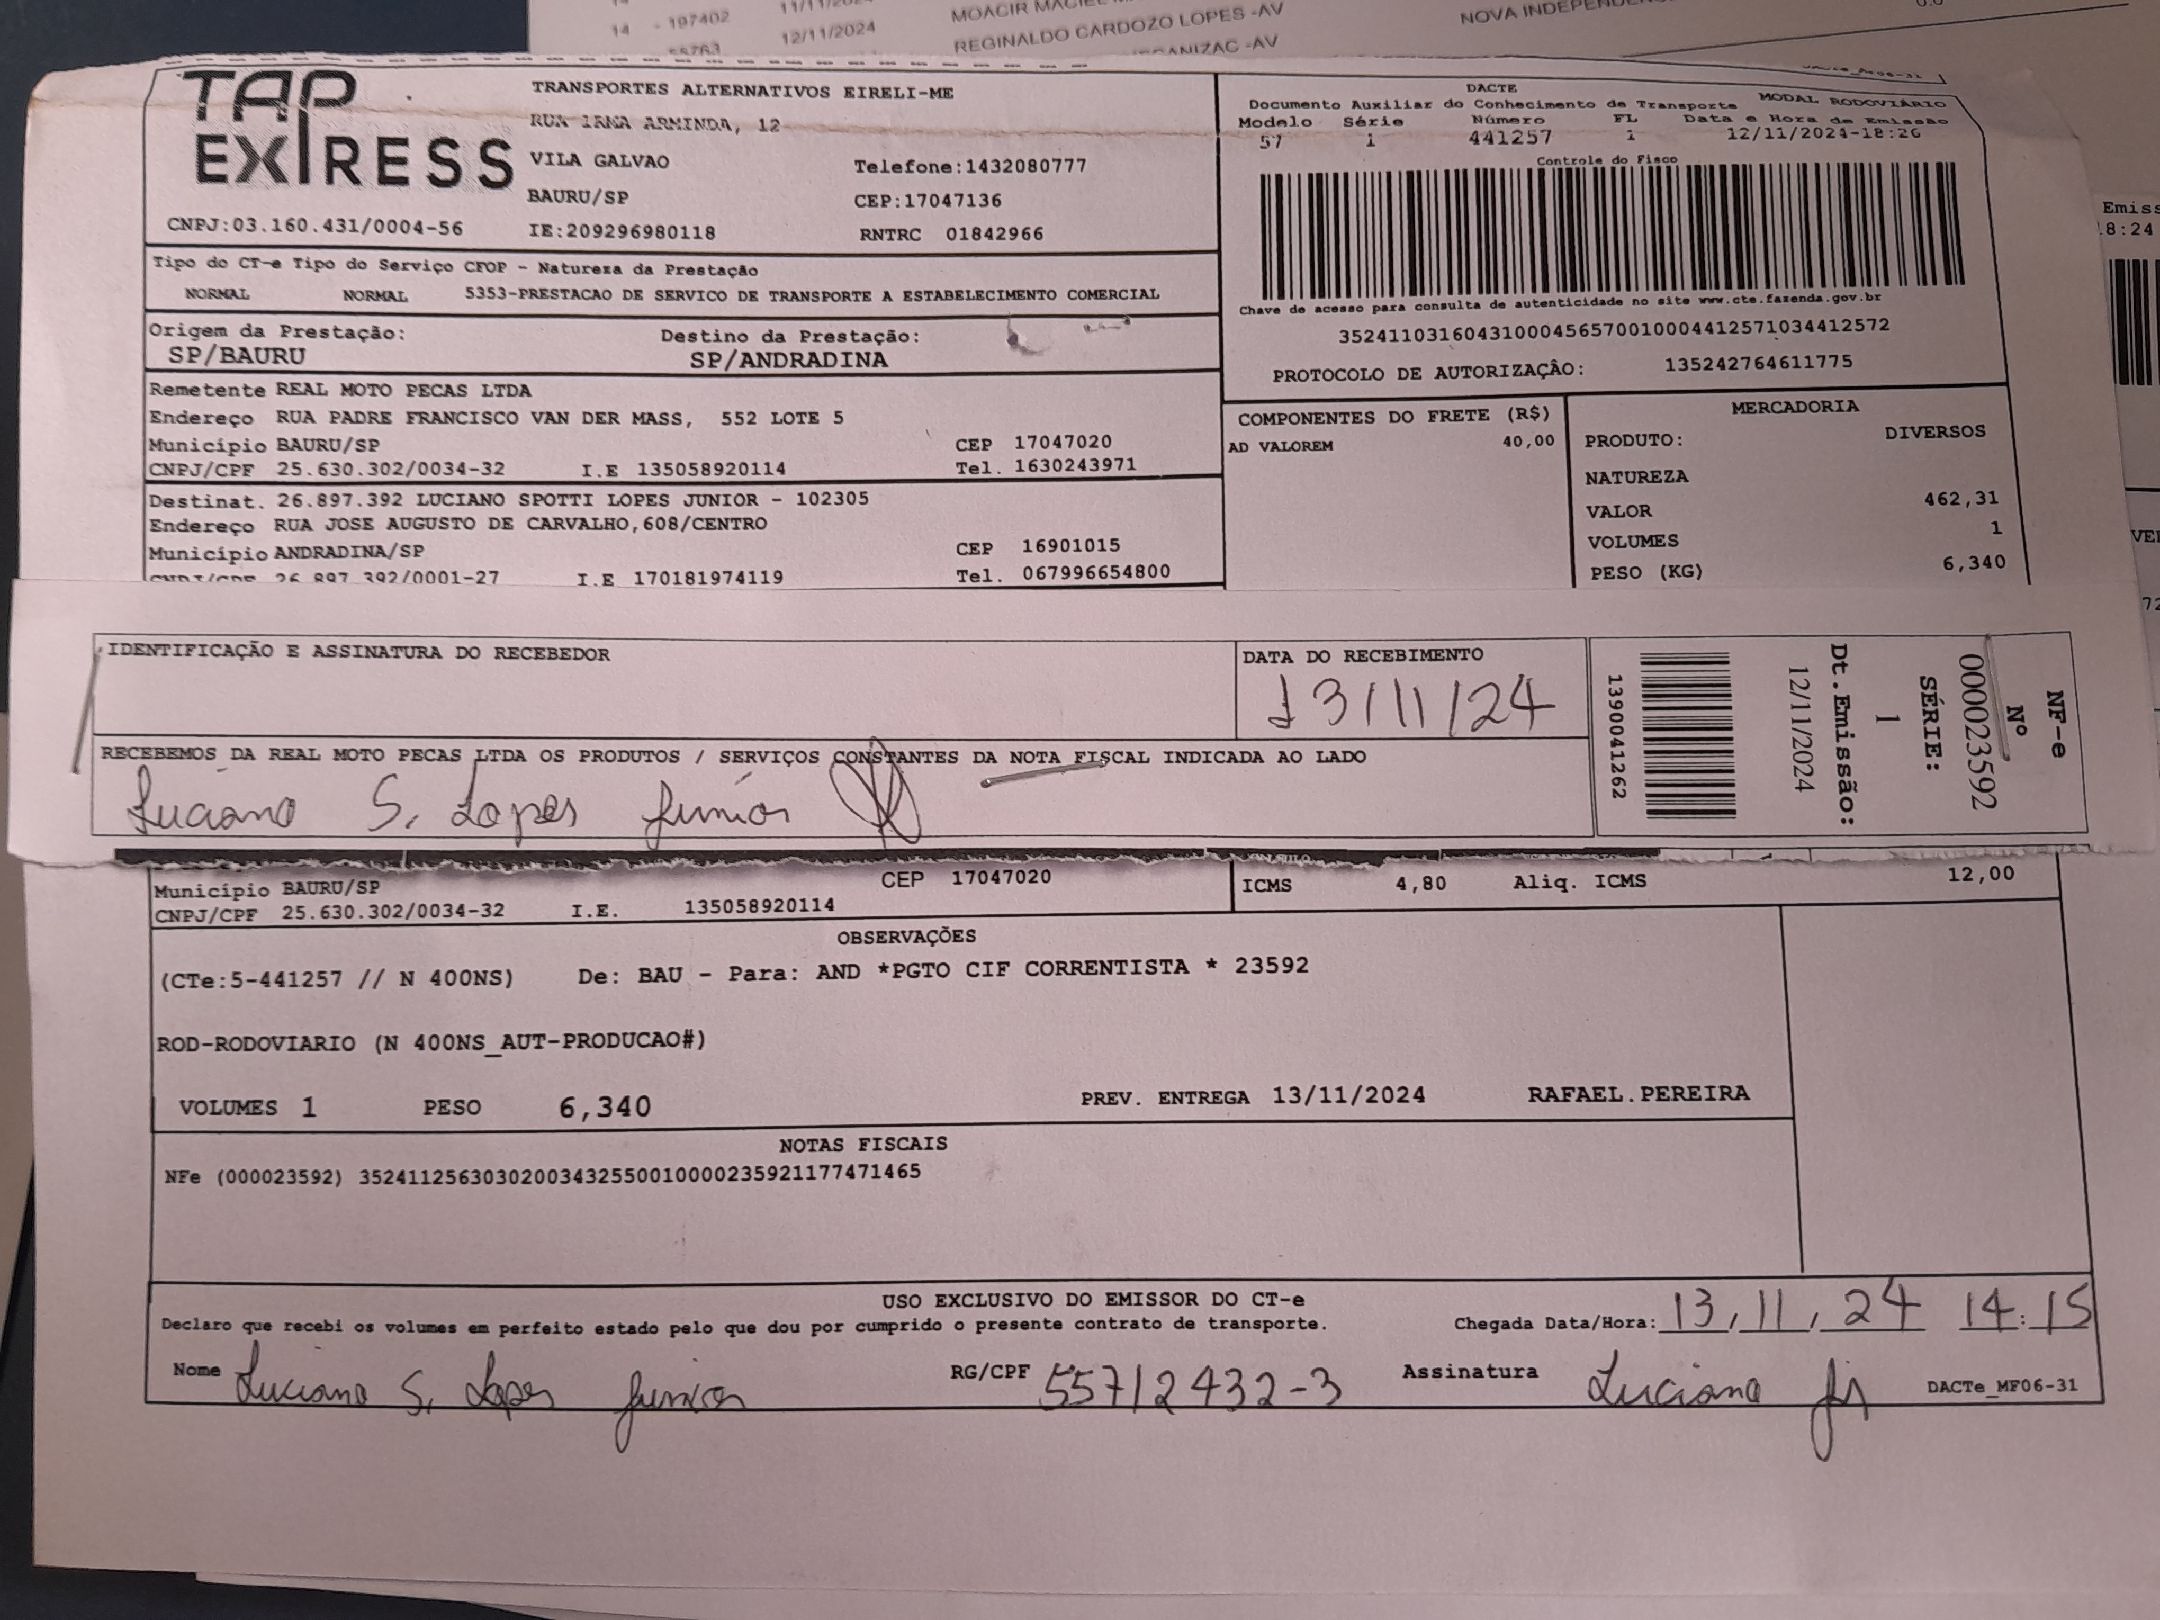 14 - 197402 12/11/2024 REGINALDO CARDOZO LOPES -AV
TAP
EXPRESS
TRANSPORTES ALTERNATIVOS EIRELI-ME
RUA IRMA ARMINDA, 12
VILA GALVAO Telefone:1432080777
BAURU/SP CEP:17047136
CNPJ:03.160.431/0004-56 IE:209296980118 RNTRC 01842966
DACTE
Documento Auxiliar do Conhecimento de Transporte MODAL RODOVIÁRIO
Modelo Série Número FL Data e Hora de Emissão
57 1 441257 1 12/11/2024-18:26
Controle do Fisco
Chave de acesso para consulta de autenticidade no site www.cte.fazenda.gov.br
35241103160431000456570010004412571034412572
PROTOCOLO DE AUTORIZAÇÂO: 135242764611775
Tipo do CT-e Tipo do Serviço CFOP - Natureza da Prestação
NORMAL NORMAL 5353-PRESTACAO DE SERVICO DE TRANSPORTE A ESTABELECIMENTO COMERCIAL
Origem da Prestação: Destino da Prestação:
SP/BAURU SP/ANDRADINA
Remetente REAL MOTO PECAS LTDA
Endereço RUA PADRE FRANCISCO VAN DER MASS, 552 LOTE 5
Município BAURU/SP CEP 17047020
CNPJ/CPF 25.630.302/0034-32 I.E 135058920114 Tel. 1630243971
Destinat. 26.897.392 LUCIANO SPOTTI LOPES JUNIOR - 102305
Endereço RUA JOSE AUGUSTO DE CARVALHO,608/CENTRO
Município ANDRADINA/SP CEP 16901015
CNPJ/CPF 26.897.392/0001-27 I.E 170181974119 Tel. 067996654800
COMPONENTES DO FRETE (R$)
AD VALOREM 40,00
MERCADORIA
PRODUTO: DIVERSOS
NATUREZA
VALOR 462,31
VOLUMES 1
PESO (KG) 6,340
IDENTIFICAÇÃO E ASSINATURA DO RECEBEDOR
DATA DO RECEBIMENTO
13/11/24
RECEBEMOS DA REAL MOTO PECAS LTDA OS PRODUTOS / SERVIÇOS CONSTANTES DA NOTA FISCAL INDICADA AO LADO
Luciano S. Lopes Junior
NF-e
Nº
000023592
SÉRIE:
1
Dt.Emissão:
12/11/2024
1390041262
Município BAURU/SP CEP 17047020
CNPJ/CPF 25.630.302/0034-32 I.E. 135058920114
ICMS 4,80 Aliq. ICMS 12,00
OBSERVAÇÕES
(CTe:5-441257 // N 400NS) De: BAU - Para: AND *PGTO CIF CORRENTISTA * 23592
ROD-RODOVIARIO (N 400NS_AUT-PRODUCAO#)
VOLUMES 1 PESO 6,340 PREV. ENTREGA 13/11/2024 RAFAEL.PEREIRA
NOTAS FISCAIS
NFe (000023592) 35241125630302003432550010000235921177471465
USO EXCLUSIVO DO EMISSOR DO CT-e
Declaro que recebi os volumes em perfeito estado pelo que dou por cumprido o presente contrato de transporte. Chegada Data/Hora: 13/11/24 14:15
Nome Luciano S. Lopes Junior RG/CPF 55712432-3 Assinatura Luciano Jr DACTe_MF06-31